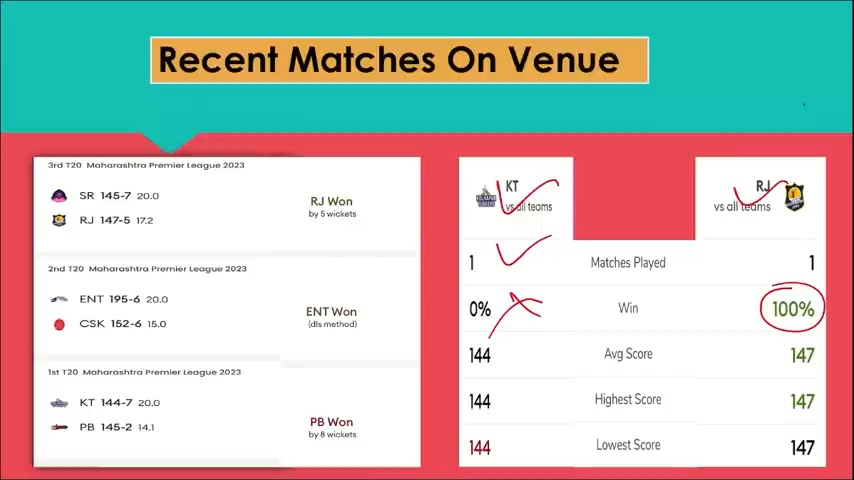 Recent Matches On Venue
3rd T20 Maharashtra Premier League 2023
SR 145-7 20.0
RJ 147-5 17.2
RJ Won
by 5 wickets
2nd T20 Maharashtra Premier League 2023
ENT 195-6 20.0
CSK 152-6 15.0
ENT Won
(dls method)
1st T20 Maharashtra Premier League 2023
KT 144-7 20.0
PB 145-2 14.1
PB Won
by 8 wickets
KT
vs all teams
RJ
vs all teams
1 Matches Played 1
0% Win 100%
144 Avg Score 147
144 Highest Score 147
144 Lowest Score 147